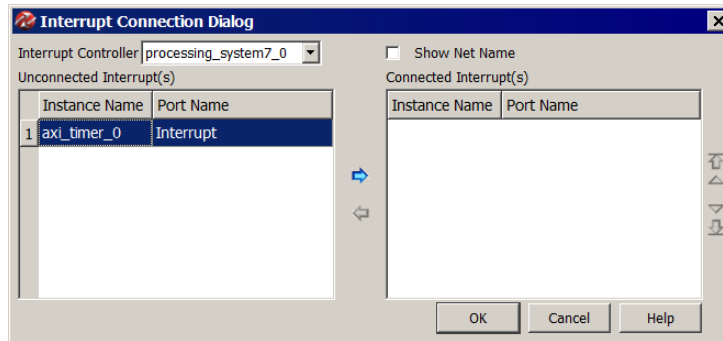 Interrupt Connection Dialog
Interrupt Controller processing_system7_0
Show Net Name
Unconnected Interrupt(s)
Connected Interrupt(s)
Instance Name Port Name
Instance Name Port Name
1 axi_timer_0 Interrupt
OK Cancel Help